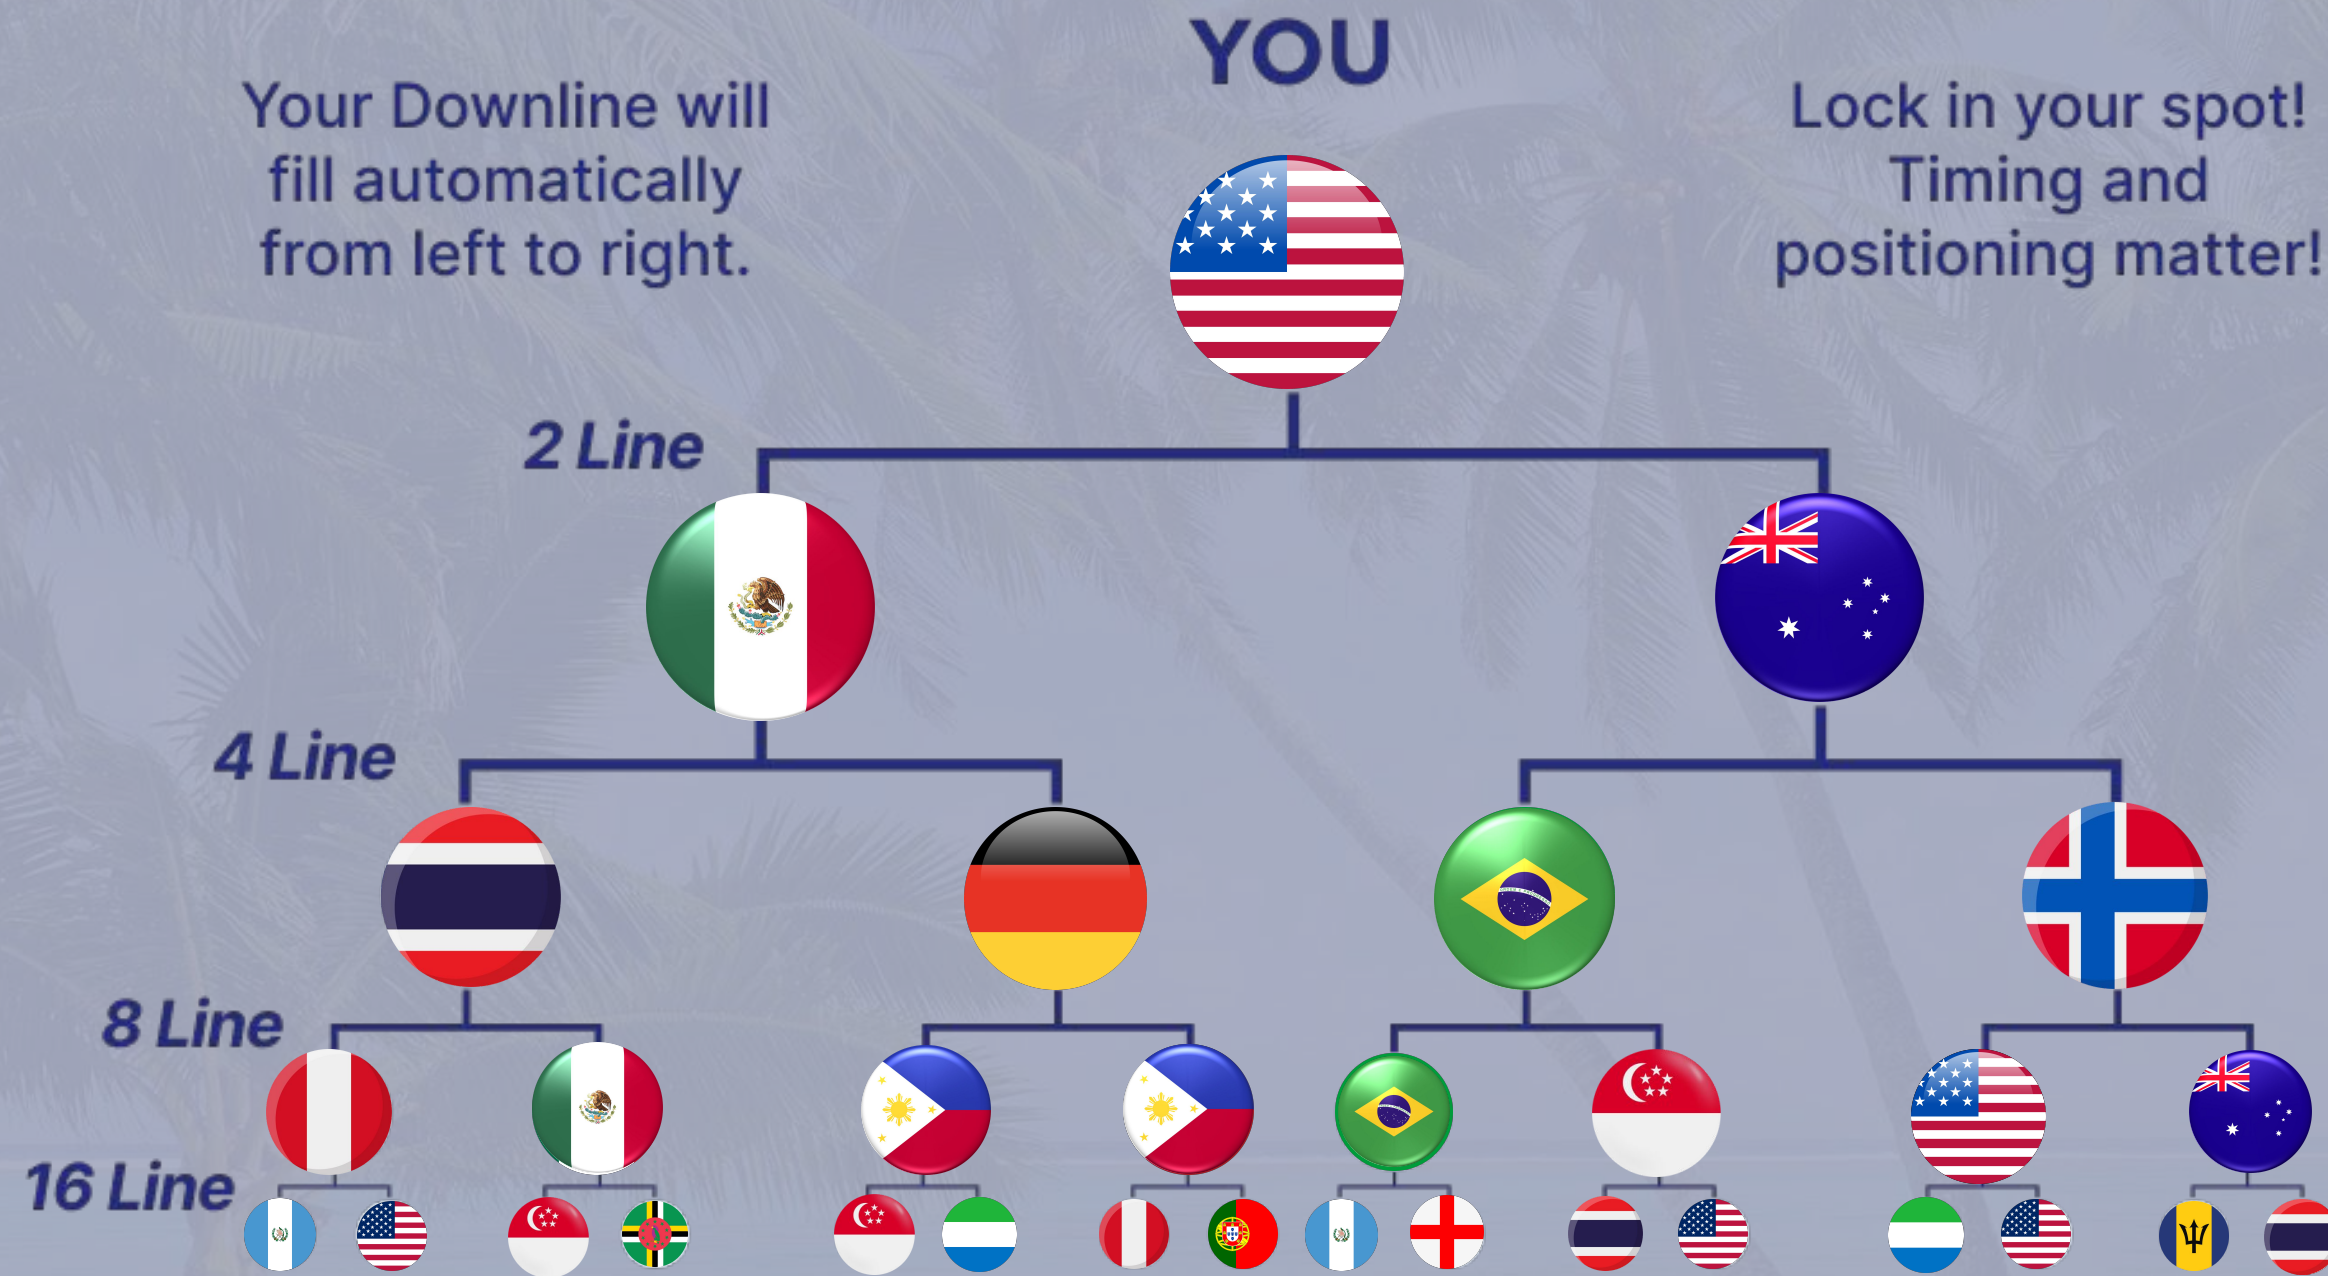 YOU
Your Downline will
fill automatically
from left to right.
Lock in your spot!
Timing and
positioning matter!
2 Line
4 Line
8 Line
16 Line